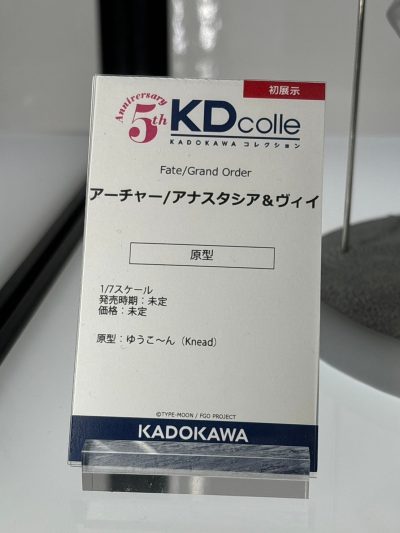 初展示
Anniversary
5th
KDcolle
KADOKAWA コレクション
Fate/Grand Order
アーチャー/アナスタシア＆ヴィイ
原型
1/7スケール
発売時期：未定
価格：未定
原型：ゆうこ〜ん（Knead）
©TYPE-MOON / FGO PROJECT
KADOKAWA